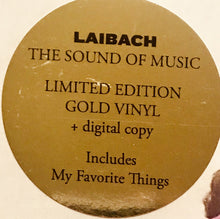 LAIBACH
THE SOUND OF MUSIC
LIMITED EDITION
GOLD VINYL
+ digital copy
Includes
My Favorite Things